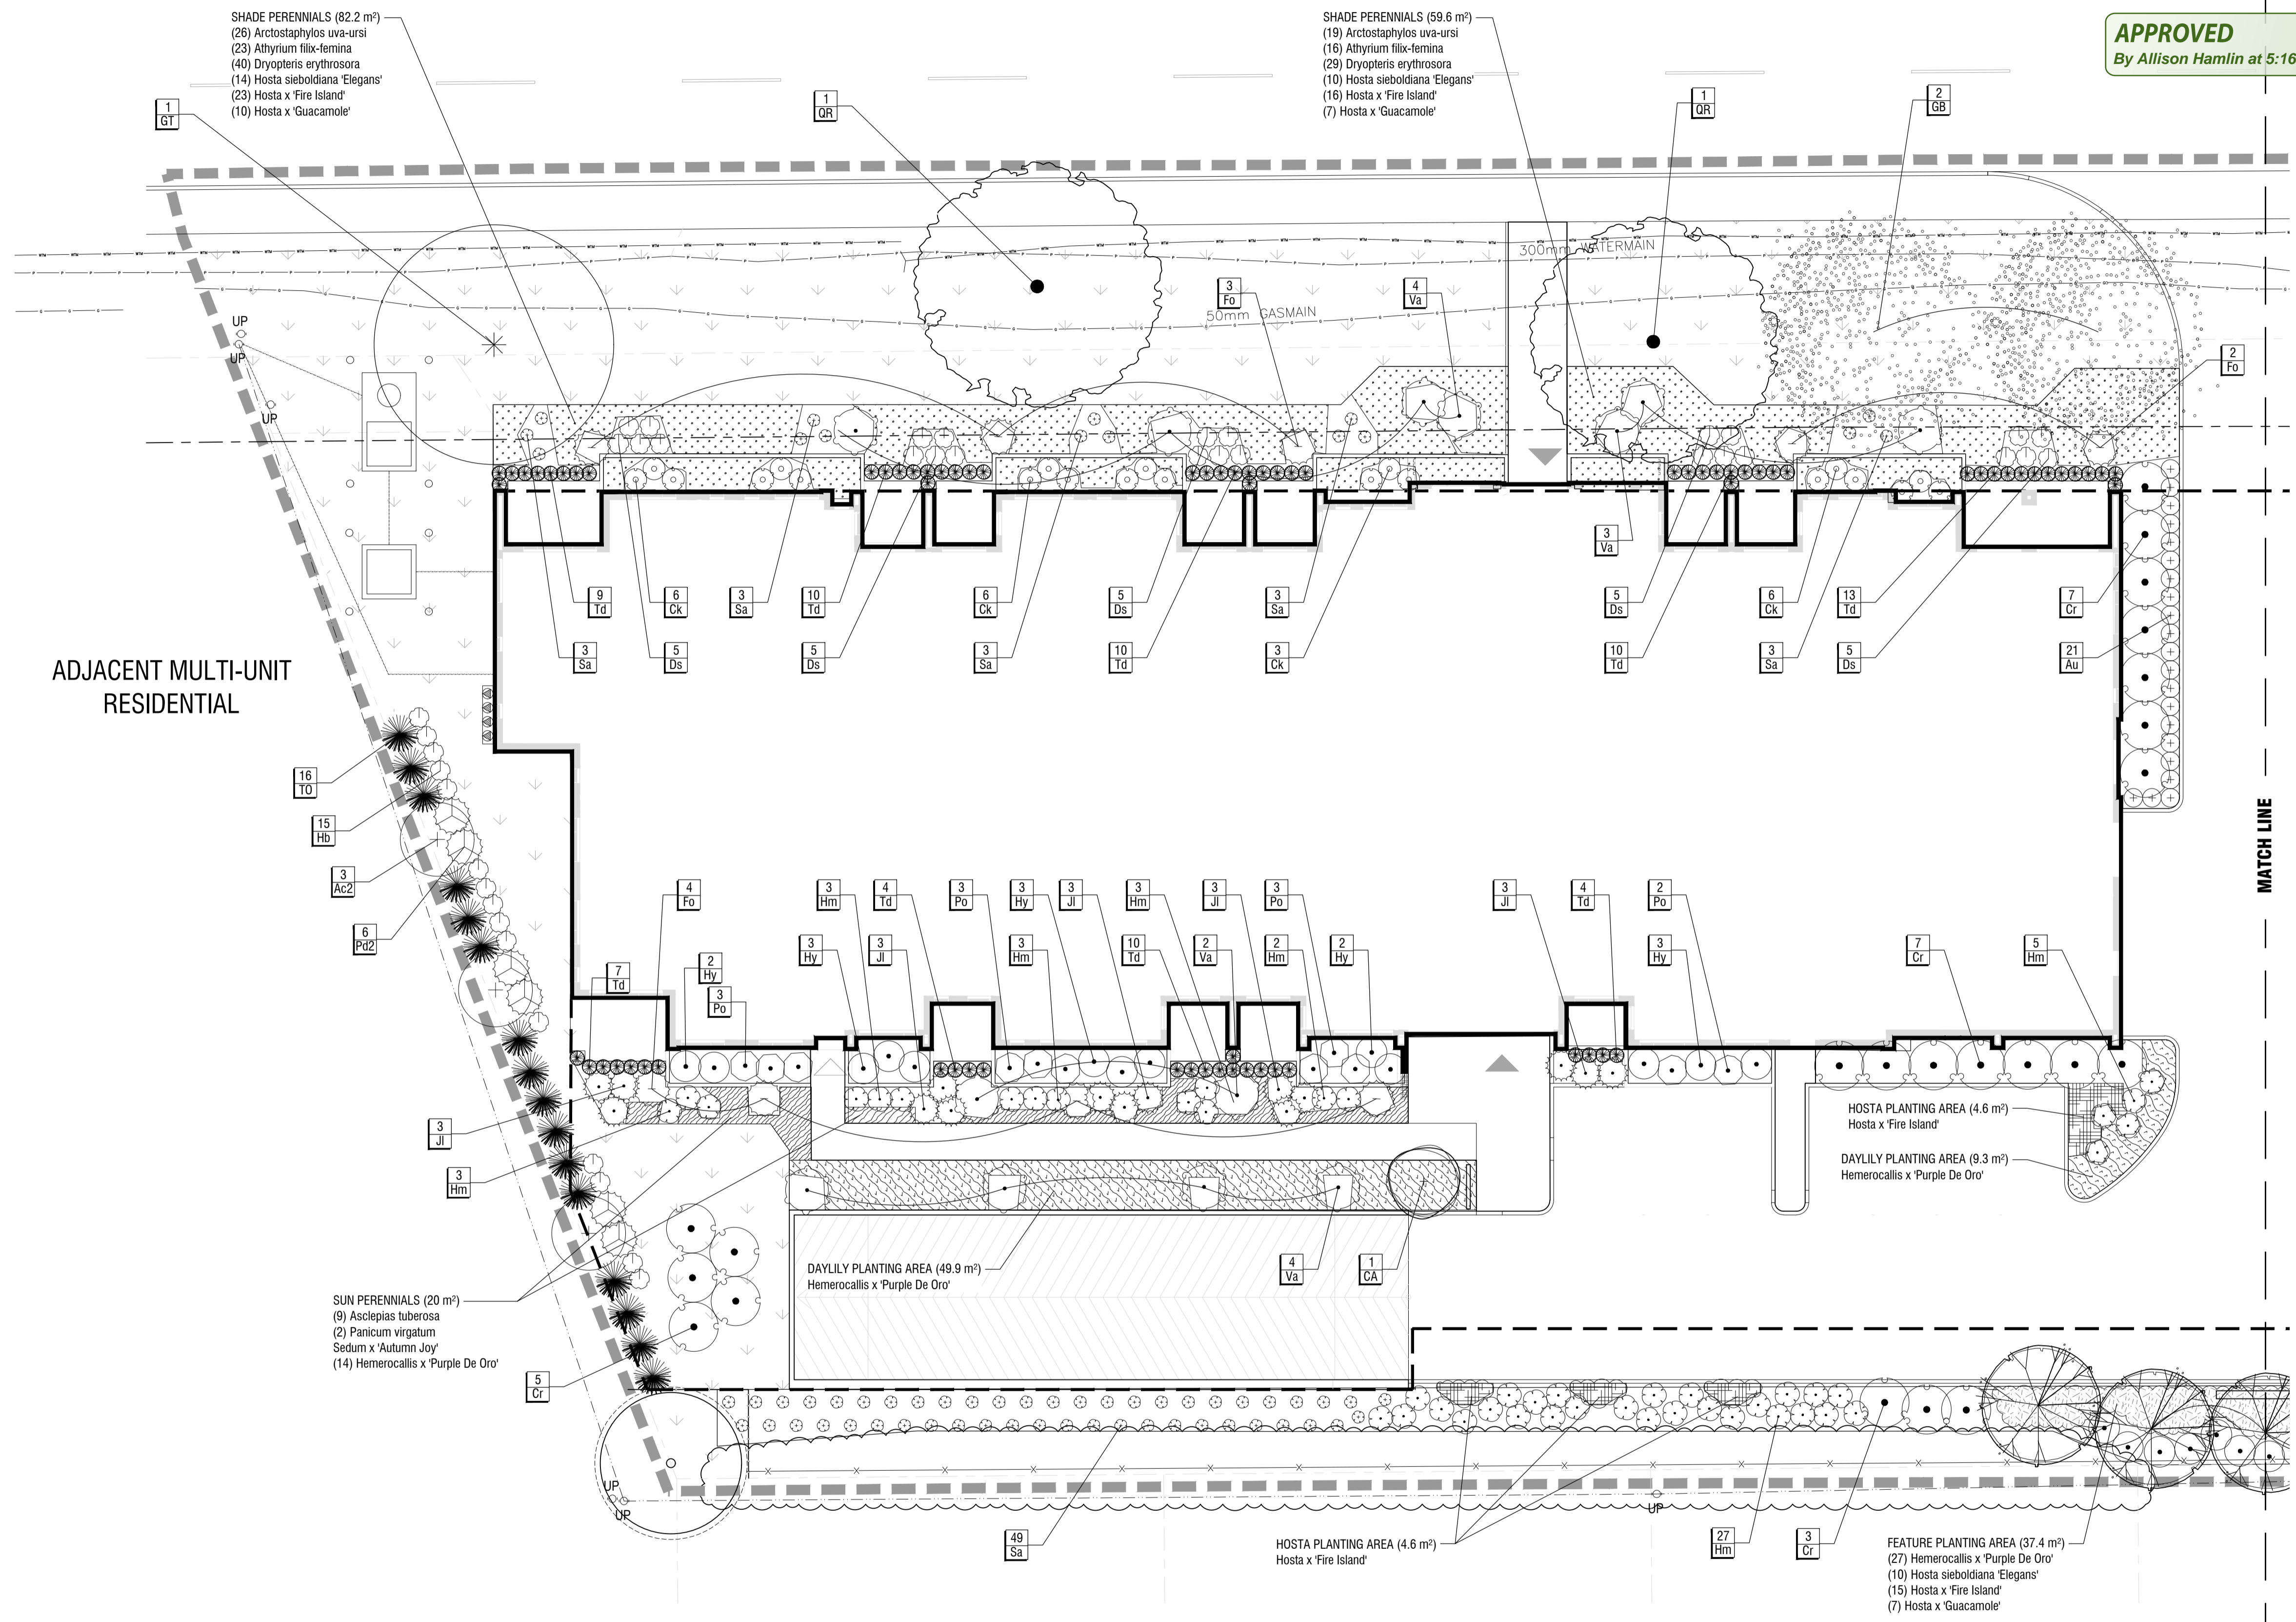 SHADE PERENNIALS (82.2 m²)
(26) Arctostaphylos uva-ursi
(23) Athyrium filix-femina
(40) Dryopteris erythrosora
(14) Hosta sieboldiana 'Elegans'
(23) Hosta x 'Fire Island'
(10) Hosta x 'Guacamole'
SHADE PERENNIALS (59.6 m²)
(19) Arctostaphylos uva-ursi
(16) Athyrium filix-femina
(29) Dryopteris erythrosora
(10) Hosta sieboldiana 'Elegans'
(16) Hosta x 'Fire Island'
(7) Hosta x 'Guacamole'
APPROVED
By Allison Hamlin at 5:16
1
GT
1
QR
1
QR
2
GB
300mm WATERMAIN
50mm GASMAIN
3
Fo
4
Va
2
Fo
UP
UP
UP
3
Va
9
Td
6
Ck
3
Sa
10
Td
6
Ck
5
Ds
3
Sa
5
Ds
6
Ck
13
Td
7
Cr
3
Sa
5
Ds
5
Ds
3
Sa
10
Td
3
Ck
10
Td
3
Sa
5
Ds
21
Au
ADJACENT MULTI-UNIT
RESIDENTIAL
MATCH LINE
16
TO
15
Hb
3
Ac2
6
Pd2
4
Fo
3
Hm
4
Td
3
Po
3
Hy
3
Jl
3
Hm
3
Jl
3
Po
3
Jl
4
Td
2
Po
7
Td
2
Hy
3
Po
3
Hy
3
Jl
3
Hm
10
Td
2
Va
2
Hm
2
Hy
3
Hy
7
Cr
5
Hm
3
Jl
3
Hm
HOSTA PLANTING AREA (4.6 m²)
Hosta x 'Fire Island'
DAYLILY PLANTING AREA (9.3 m²)
Hemerocallis x 'Purple De Oro'
DAYLILY PLANTING AREA (49.9 m²)
Hemerocallis x 'Purple De Oro'
4
Va
1
CA
SUN PERENNIALS (20 m²)
(9) Asclepias tuberosa
(2) Panicum virgatum
Sedum x 'Autumn Joy'
(14) Hemerocallis x 'Purple De Oro'
5
Cr
UP
UP
UP
49
Sa
HOSTA PLANTING AREA (4.6 m²)
Hosta x 'Fire Island'
27
Hm
3
Cr
FEATURE PLANTING AREA (37.4 m²)
(27) Hemerocallis x 'Purple De Oro'
(10) Hosta sieboldiana 'Elegans'
(15) Hosta x 'Fire Island'
(7) Hosta x 'Guacamole'